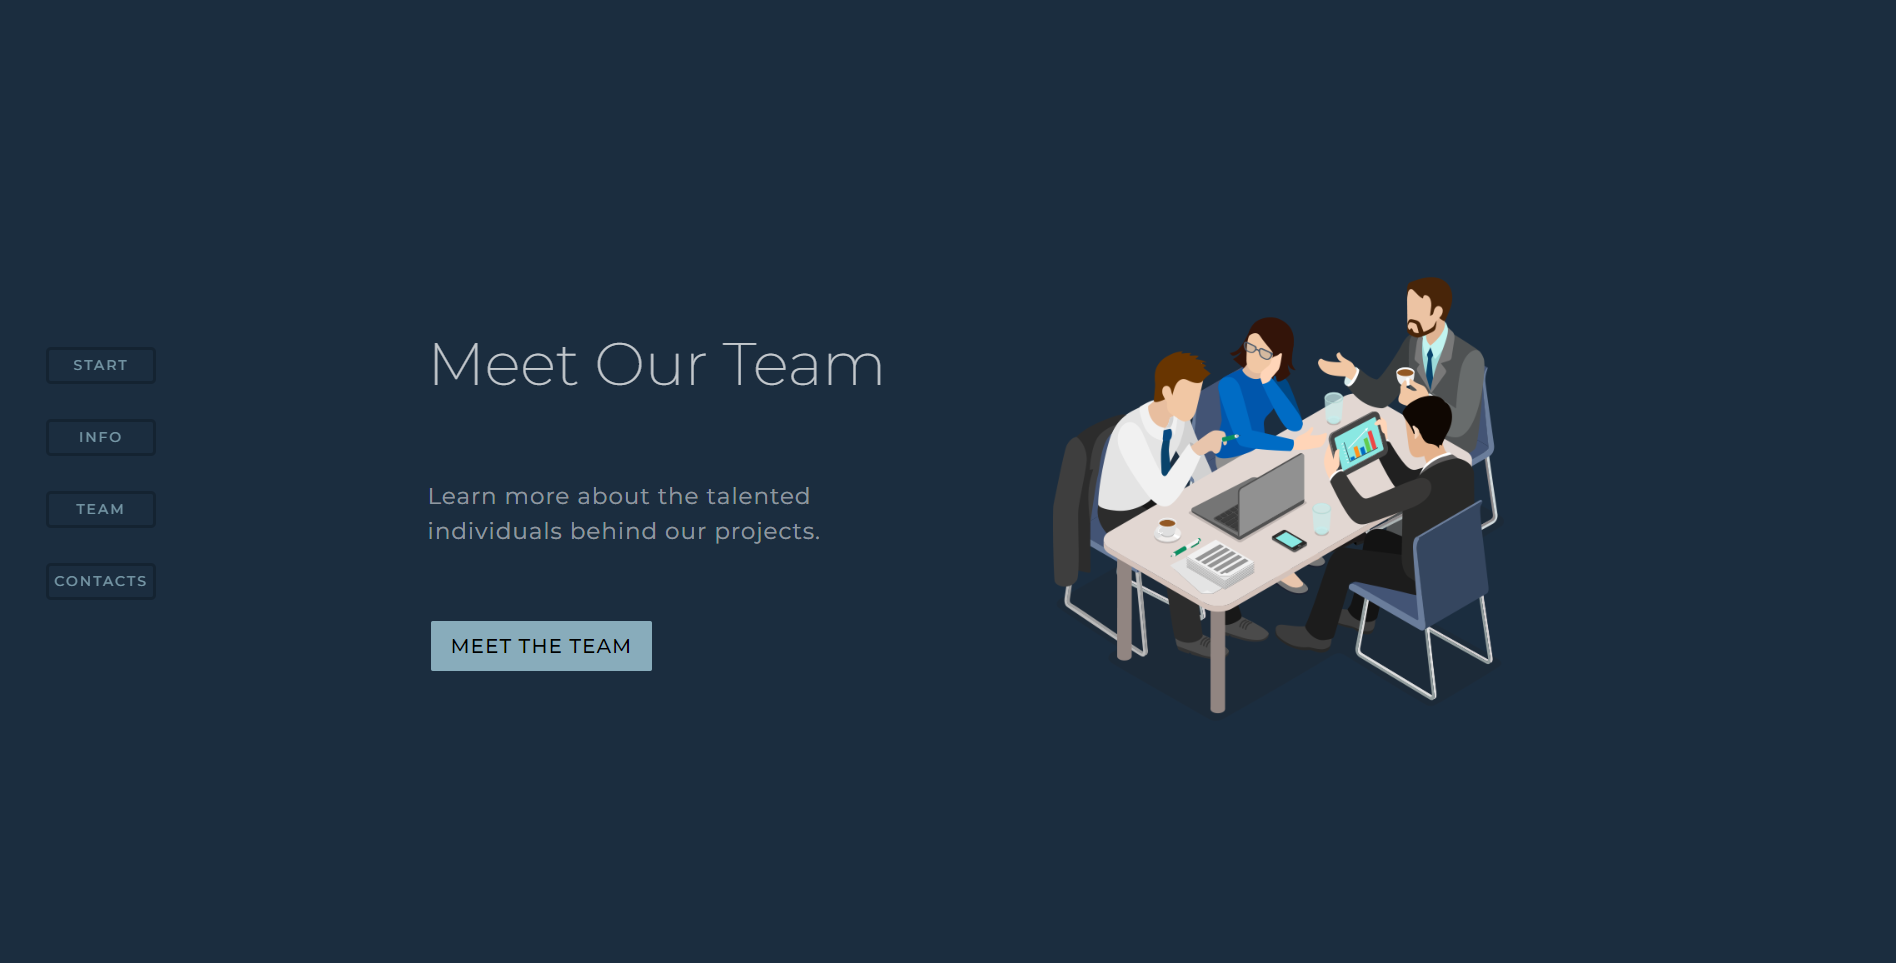 START
INFO
TEAM
CONTACTS
Meet Our Team
Learn more about the talented
individuals behind our projects.
MEET THE TEAM